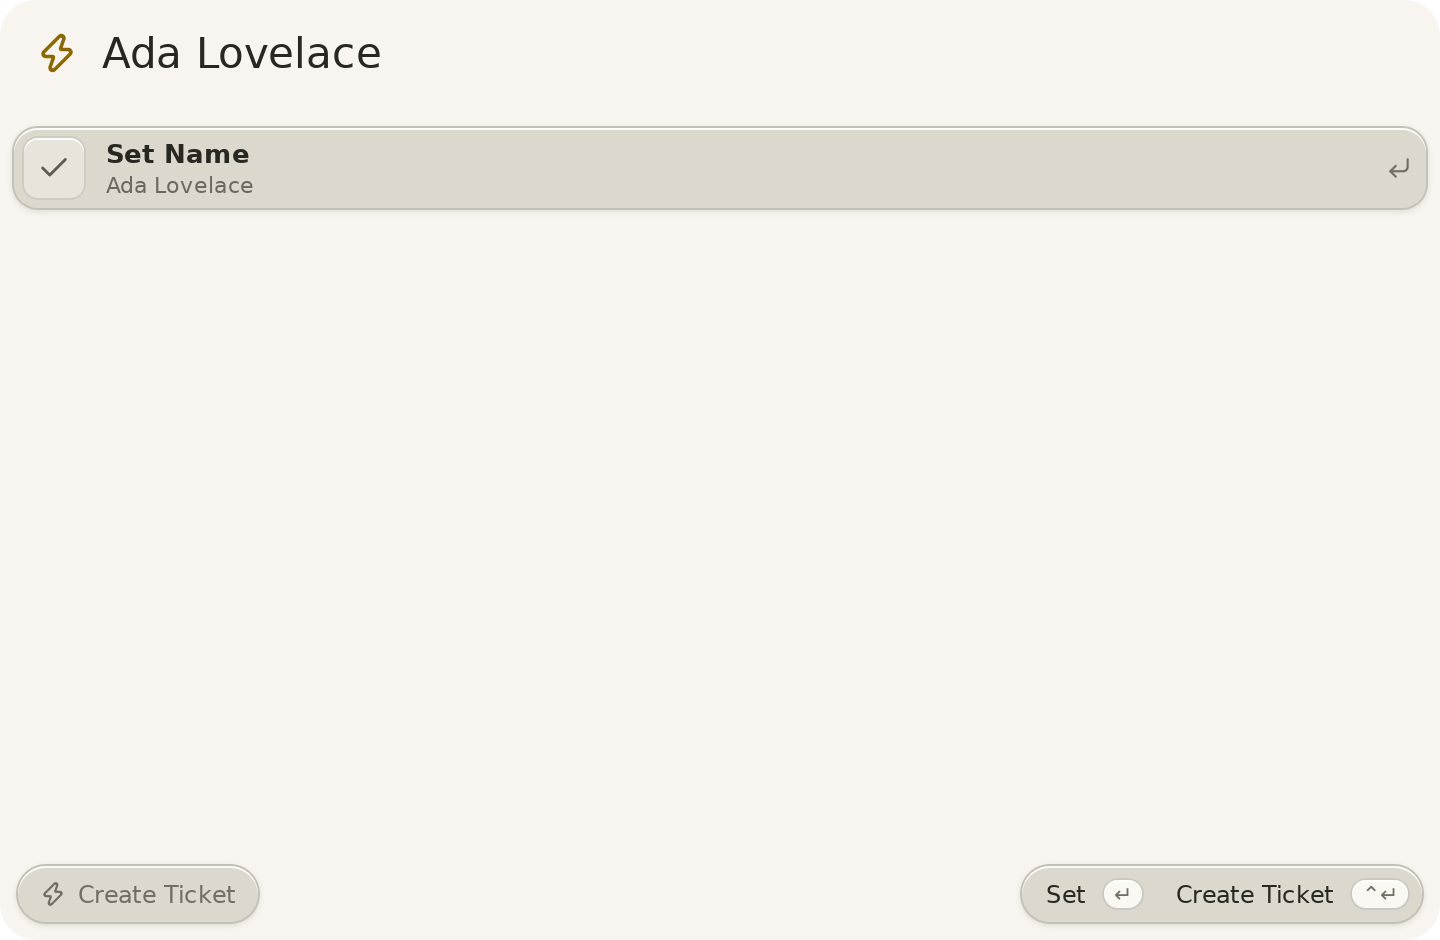 Ada Lovelace
Set Name
Ada Lovelace
Create Ticket
Set ↵ Create Ticket ^↵